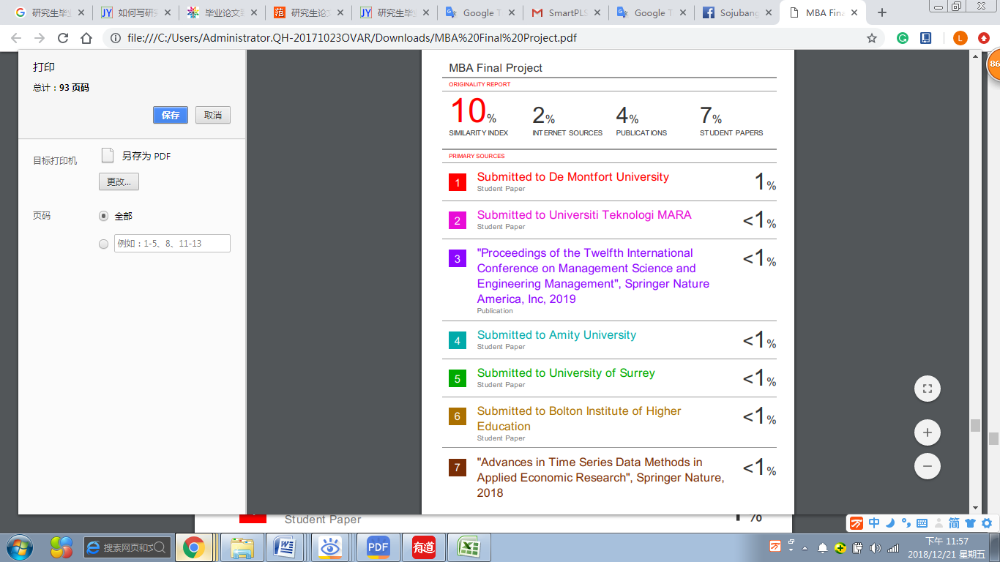 研究生毕
如何写研究
毕业论文
研究生论文
研究生毕
Google T
SmartPLS
Google T
Sojubang
MBA Fina
file:///C:/Users/Administrator.QH-20171023OVAR/Downloads/MBA%20Final%20Project.pdf
L
86
打印
总计：93 页码
保存
取消
目标打印机
另存为 PDF
更改...
页码
全部
例如：1-5、8、11-13
MBA Final Project
ORIGINALITY REPORT
10%
SIMILARITY INDEX
2%
INTERNET SOURCES
4%
PUBLICATIONS
7%
STUDENT PAPERS
PRIMARY SOURCES
1
Submitted to De Montfort University
Student Paper
1%
2
Submitted to Universiti Teknologi MARA
Student Paper
<1%
3
"Proceedings of the Twelfth International
Conference on Management Science and
Engineering Management", Springer Nature
America, Inc, 2019
Publication
<1%
4
Submitted to Amity University
Student Paper
<1%
5
Submitted to University of Surrey
Student Paper
<1%
6
Submitted to Bolton Institute of Higher
Education
Student Paper
<1%
7
"Advances in Time Series Data Methods in
Applied Economic Research", Springer Nature,
2018
<1%
Student Paper
%
中
简
搜索网页和文
PDF
有道
下午 11:57
2018/12/21 星期五